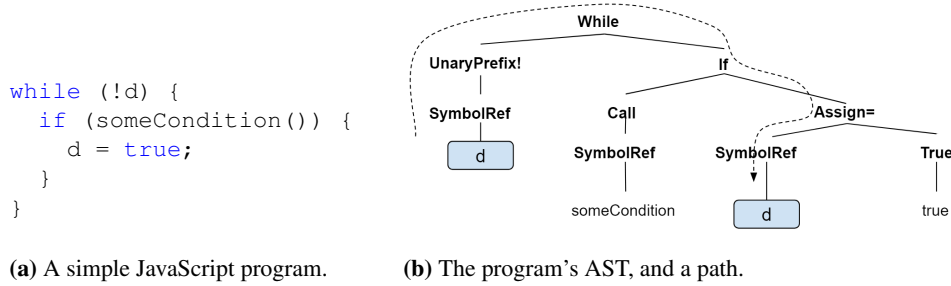 while (!d) {
if (someCondition()) {
d = true;
}
}
While
UnaryPrefix!
If
SymbolRef
Call
Assign=
d
SymbolRef
SymbolRef
True
someCondition
d
true
(a) A simple JavaScript program.
(b) The program's AST, and a path.